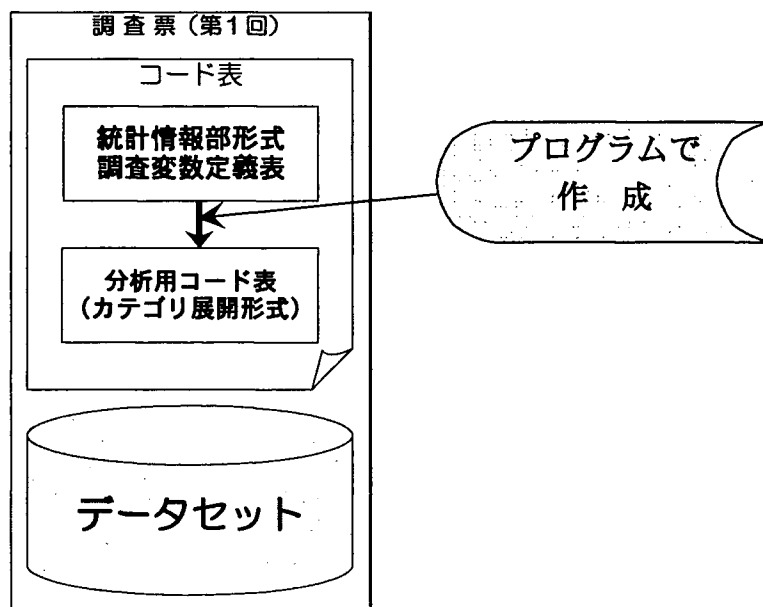 調査票（第1回）
コード表
統計情報部形式
調査変数定義表
プログラムで
作 成
分析用コード表
（カテゴリ展開形式）
データセット